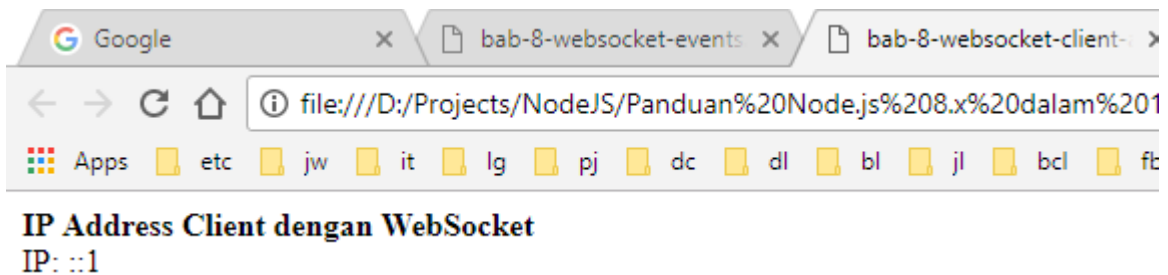 Google bab-8-websocket-events bab-8-websocket-client-
file:///D:/Projects/NodeJS/Panduan%20Node.js%208.x%20dalam%201
Apps etc jw it lg pj dc dl bl jl bcl fb
IP Address Client dengan WebSocket
IP: ::1